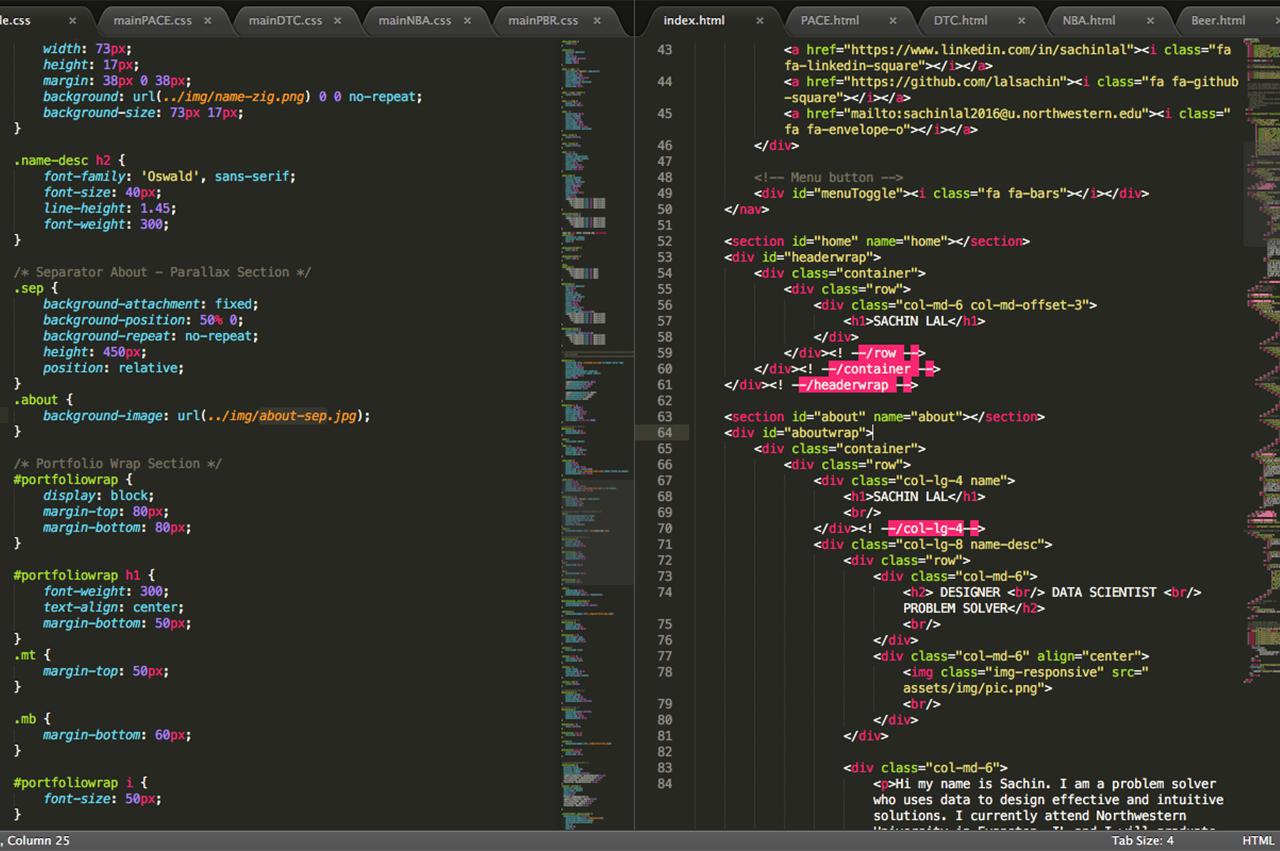 le.css × mainPACE.css × mainDTC.css × mainNBA.css × mainPBR.css ×
width: 73px;
height: 17px;
margin: 38px 0 38px;
background: url(../img/name-zig.png) 0 0 no-repeat;
background-size: 73px 17px;
}
.name-desc h2 {
font-family: 'Oswald', sans-serif;
font-size: 40px;
line-height: 1.45;
font-weight: 300;
}
/* Separator About - Parallax Section */
.sep {
background-attachment: fixed;
background-position: 50% 0;
background-repeat: no-repeat;
height: 450px;
position: relative;
}
.about {
background-image: url(../img/about-sep.jpg);
}
/* Portfolio Wrap Section */
#portfoliowrap {
display: block;
margin-top: 80px;
margin-bottom: 80px;
}
#portfoliowrap h1 {
font-weight: 300;
text-align: center;
margin-bottom: 50px;
}
.mt {
margin-top: 50px;
}
.mb {
margin-bottom: 60px;
}
#portfoliowrap i {
font-size: 50px;
}
, Column 25
index.html × PACE.html × DTC.html × NBA.html × Beer.html ×
43 <a href="https://www.linkedin.com/in/sachinlal"><i class="fa
fa-linkedin-square"></i></a>
44 <a href="https://github.com/lalsachin"><i class="fa fa-github
-square"></i></a>
45 <a href="mailto:sachinlal2016@u.northwestern.edu"><i class="
fa fa-envelope-o"></i></a>
46 </div>
47
48 <!-- Menu button -->
49 <div id="menuToggle"><i class="fa fa-bars"></i></div>
50 </nav>
51
52 <section id="home" name="home"></section>
53 <div id="headerwrap">
54 <div class="container">
55 <div class="row">
56 <div class="col-md-6 col-md-offset-3">
57 <h1>SACHIN LAL</h1>
58 </div>
59 </div><! --/row -->
60 </div><! --/container -->
61 </div><! --/headerwrap -->
62
63 <section id="about" name="about"></section>
64 <div id="aboutwrap">
65 <div class="container">
66 <div class="row">
67 <div class="col-lg-4 name">
68 <h1>SACHIN LAL</h1>
69 <br/>
70 </div><! --/col-lg-4-->
71 <div class="col-lg-8 name-desc">
72 <div class="row">
73 <div class="col-md-6">
74 <h2> DESIGNER <br/> DATA SCIENTIST <br/>
PROBLEM SOLVER</h2>
75 <br/>
76 </div>
77 <div class="col-md-6" align="center">
78 <img class="img-responsive" src="
assets/img/pic.png">
79 <br/>
80 </div>
81 </div>
82
83 <div class="col-md-6">
84 <p>Hi my name is Sachin. I am a problem solver
who uses data to design effective and intuitive
solutions. I currently attend Northwestern
University in Evanston, IL and I will graduate
Tab Size: 4 HTML